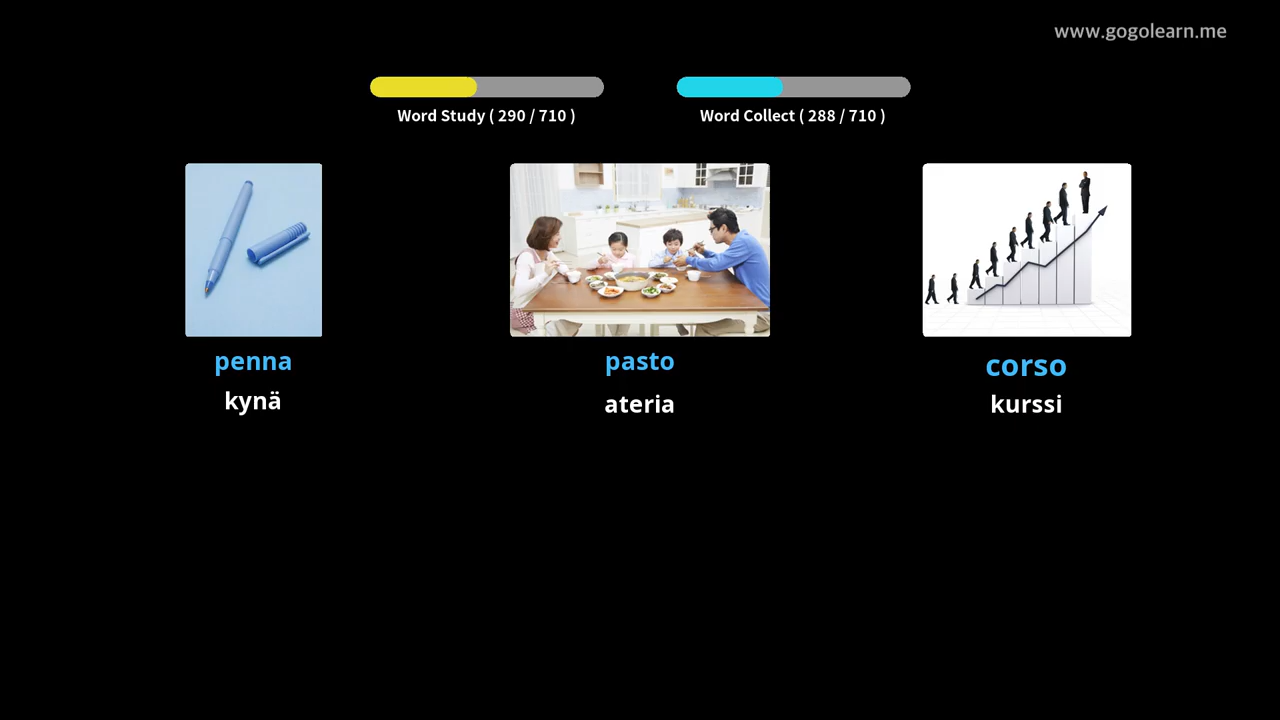 www.gogolearn.me
Word Study ( 290 / 710 )
Word Collect ( 288 / 710 )
penna
kynä
pasto
ateria
corso
kurssi